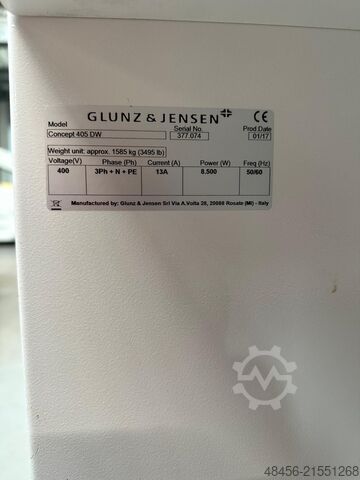 GLUNZ & JENSEN
CE
Model Serial No. Prod.Date
Concept 405 DW 377.074 01/17
Weight unit: approx. 1585 kg (3495 lb)
Voltage(V) Phase (Ph) Current (A) Power (W) Freq (Hz)
400 3Ph + N + PE 13A 8.500 50/60
Manufactured by: Glunz & Jensen Srl Via A.Volta 28, 20088 Rosate (MI) - Italy
48456-21551268